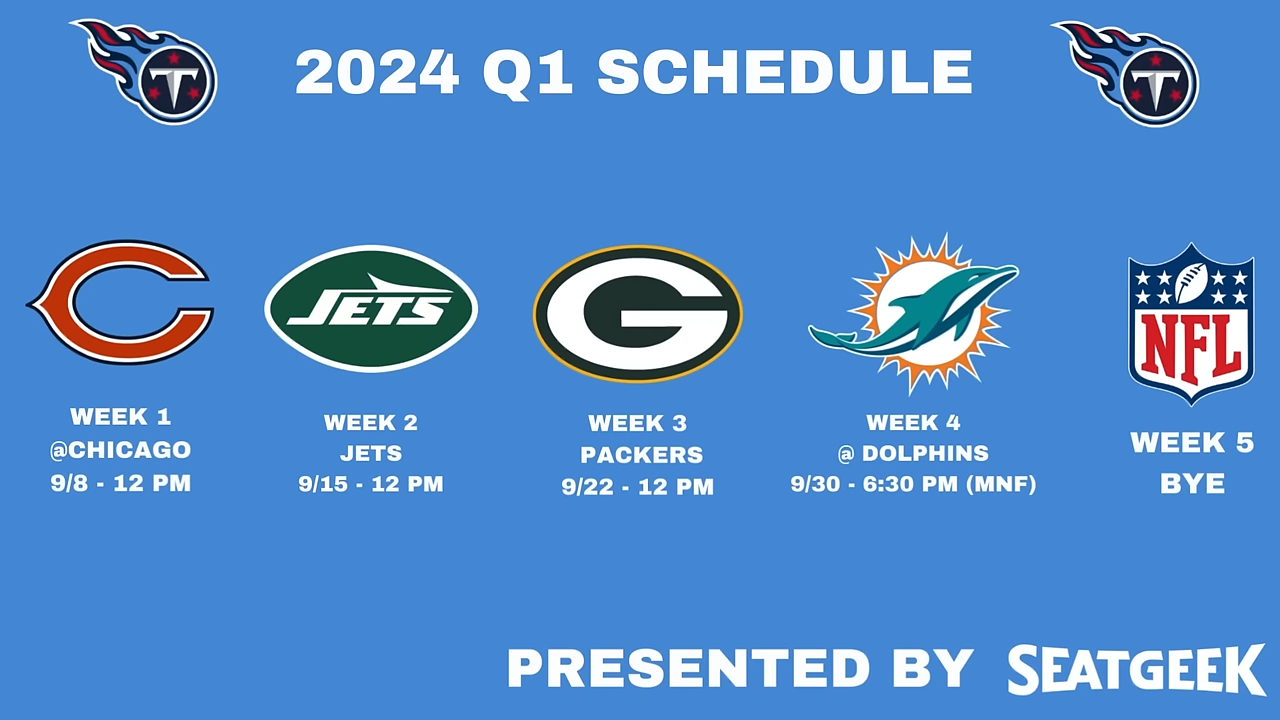 2024 Q1 SCHEDULE
T
T
JETS
G
NFL
WEEK 1
@CHICAGO
9/8 - 12 PM
WEEK 2
JETS
9/15 - 12 PM
WEEK 3
PACKERS
9/22 - 12 PM
WEEK 4
@ DOLPHINS
9/30 - 6:30 PM (MNF)
WEEK 5
BYE
PRESENTED BY SEATGEEK